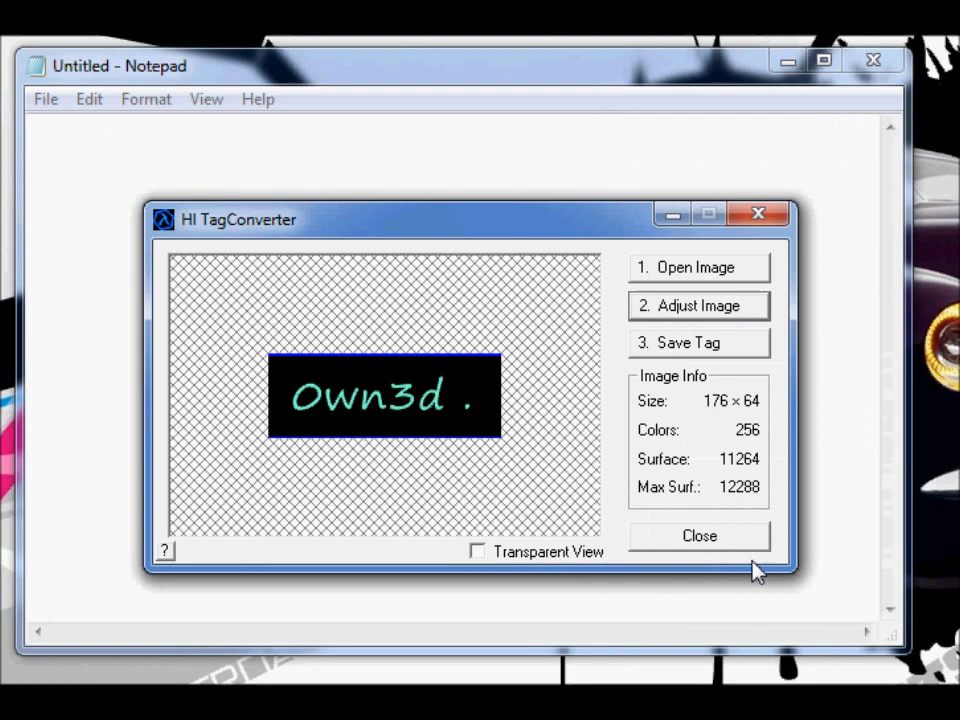 Untitled - Notepad
File Edit Format View Help
Hl TagConverter
1. Open Image
2. Adjust Image
3. Save Tag
Image Info
Size: 176 × 64
Colors: 256
Surface: 11264
Max Surf.: 12288
Own3d .
Close
? Transparent View